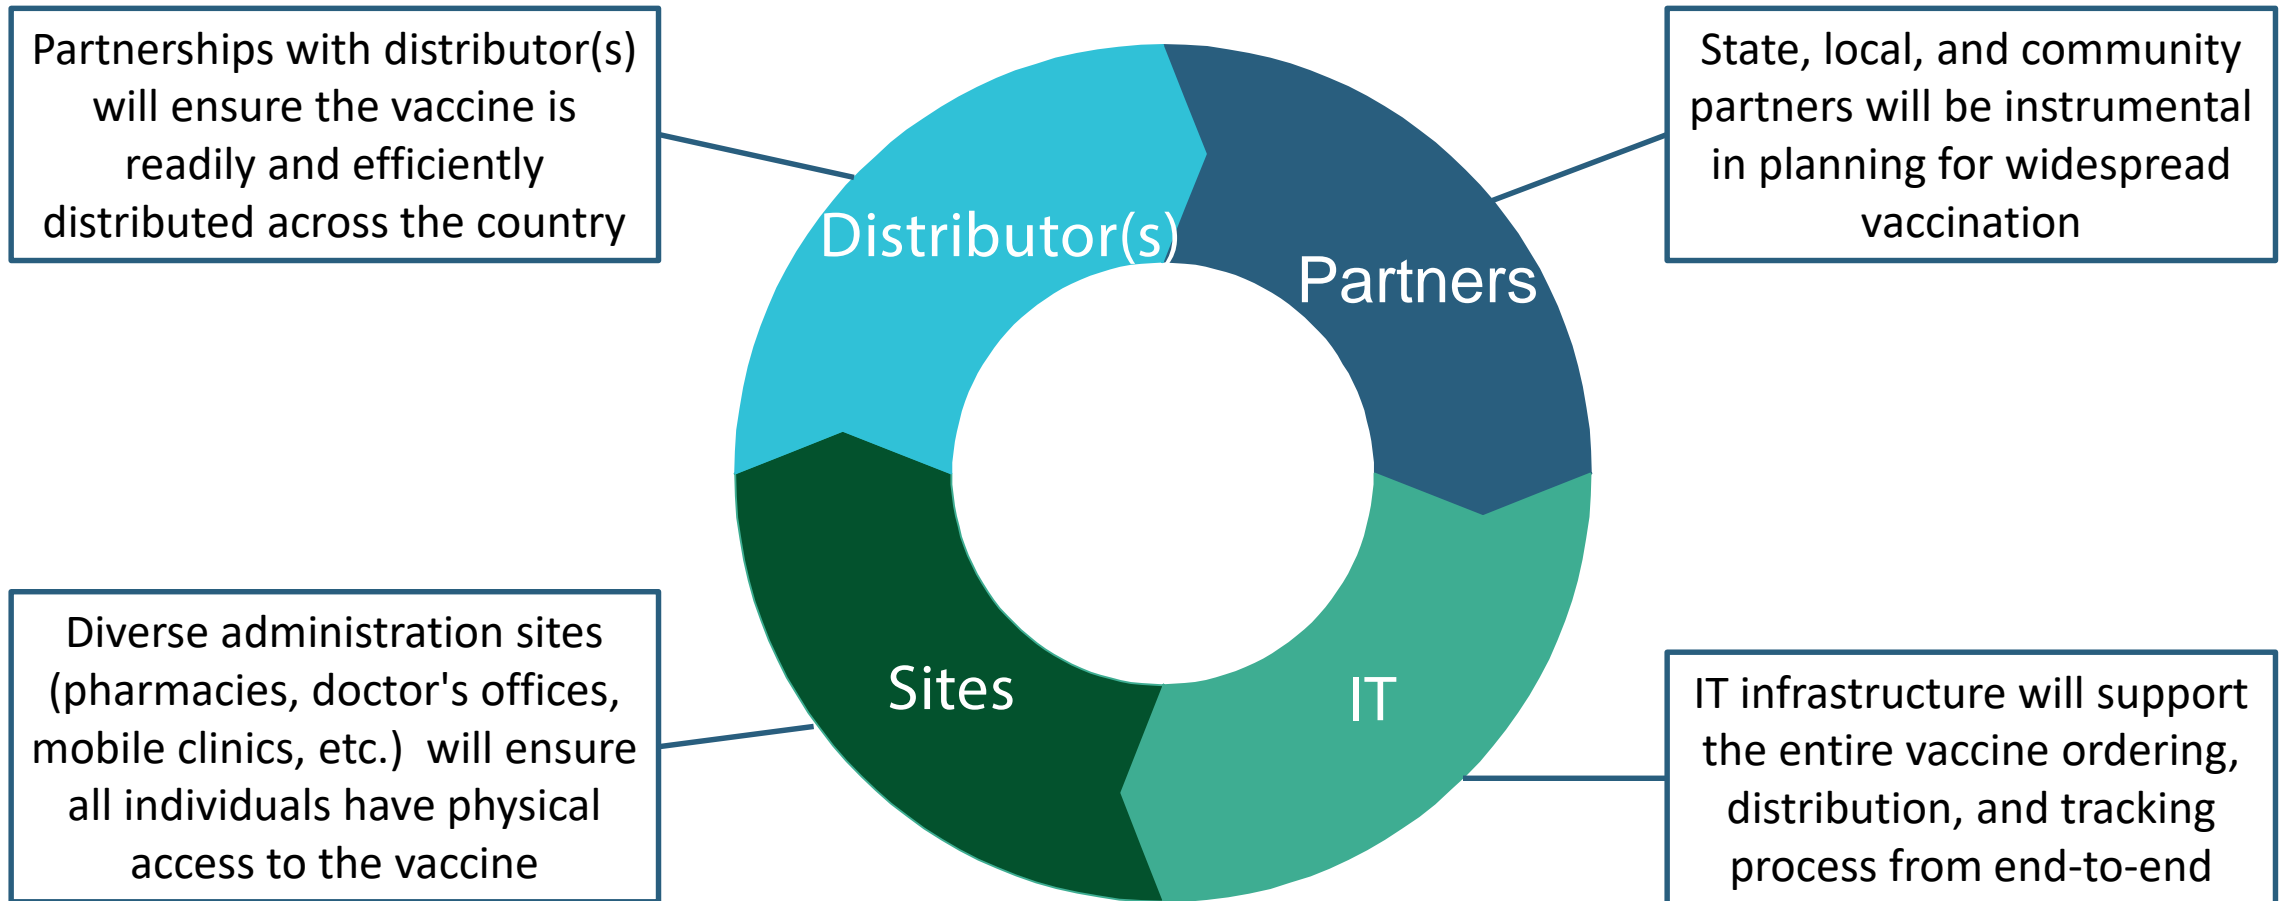 Partnerships with distributor(s)
will ensure the vaccine is
readily and efficiently
distributed across the country
State, local, and community
partners will be instrumental
in planning for widespread
vaccination
Distributor(s)
Partners
Sites
IT
Diverse administration sites
(pharmacies, doctor's offices,
mobile clinics, etc.)  will ensure
all individuals have physical
access to the vaccine
IT infrastructure will support
the entire vaccine ordering,
distribution, and tracking
process from end-to-end